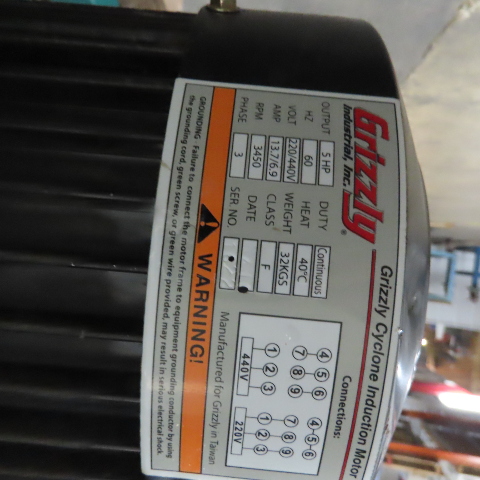 Grizzly®
Industrial, Inc.
Grizzly Cyclone Induction Motor
OUTPUT 5 HP DUTY Continuous
HZ 60 HEAT 40°C
VOLT 220/440V WEIGHT 32KGS
AMP 13.7/6.9 CLASS F
RPM 3450 DATE
PHASE 3 SER. NO.
Connections:
4 5 6 4-5-6
7 8 9 7 8 9
1 2 3 1 2 3
440V 220V
Manufactured for Grizzly in Taiwan
WARNING!
GROUNDING - Failure to connect the motor frame to equipment grounding conductor by using
the grounding cord, green screw, or green wire provided, may result in serious electrical shock.